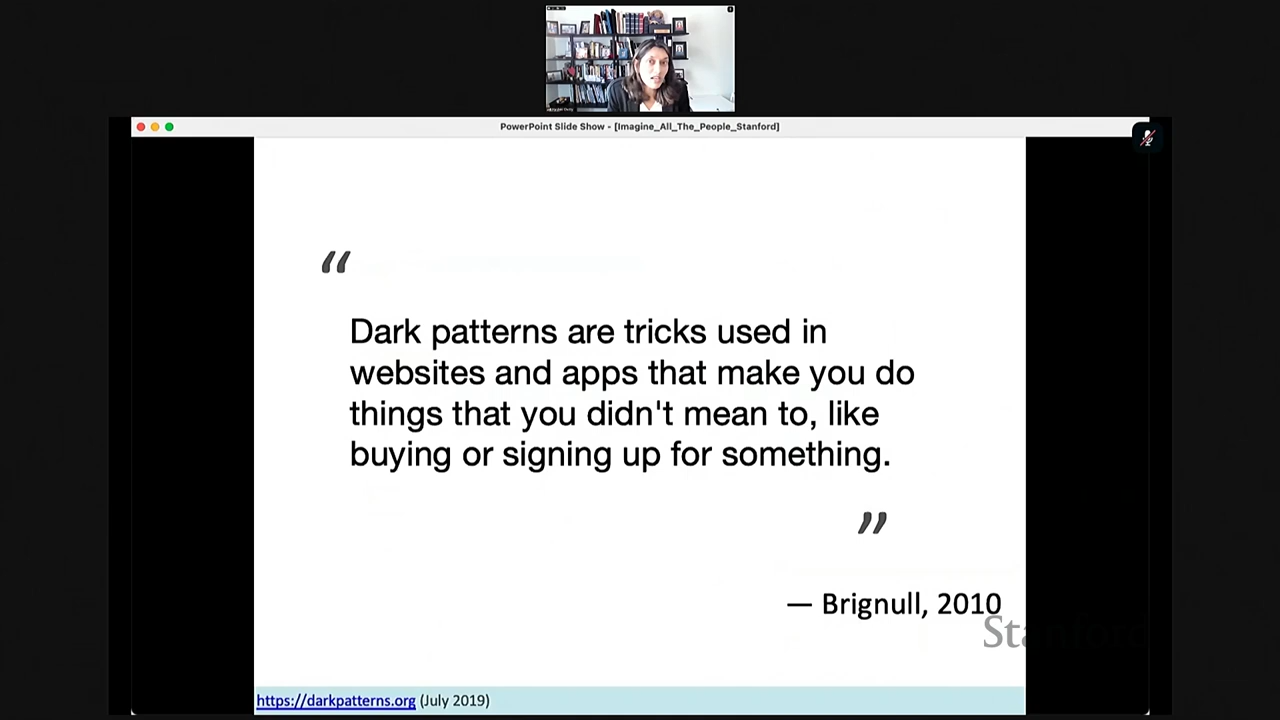 PowerPoint Slide Show - [Imagine_All_The_People_Stanford]
“
Dark patterns are tricks used in
websites and apps that make you do
things that you didn't mean to, like
buying or signing up for something.
”
— Brignull, 2010
Stanford
https://darkpatterns.org (July 2019)